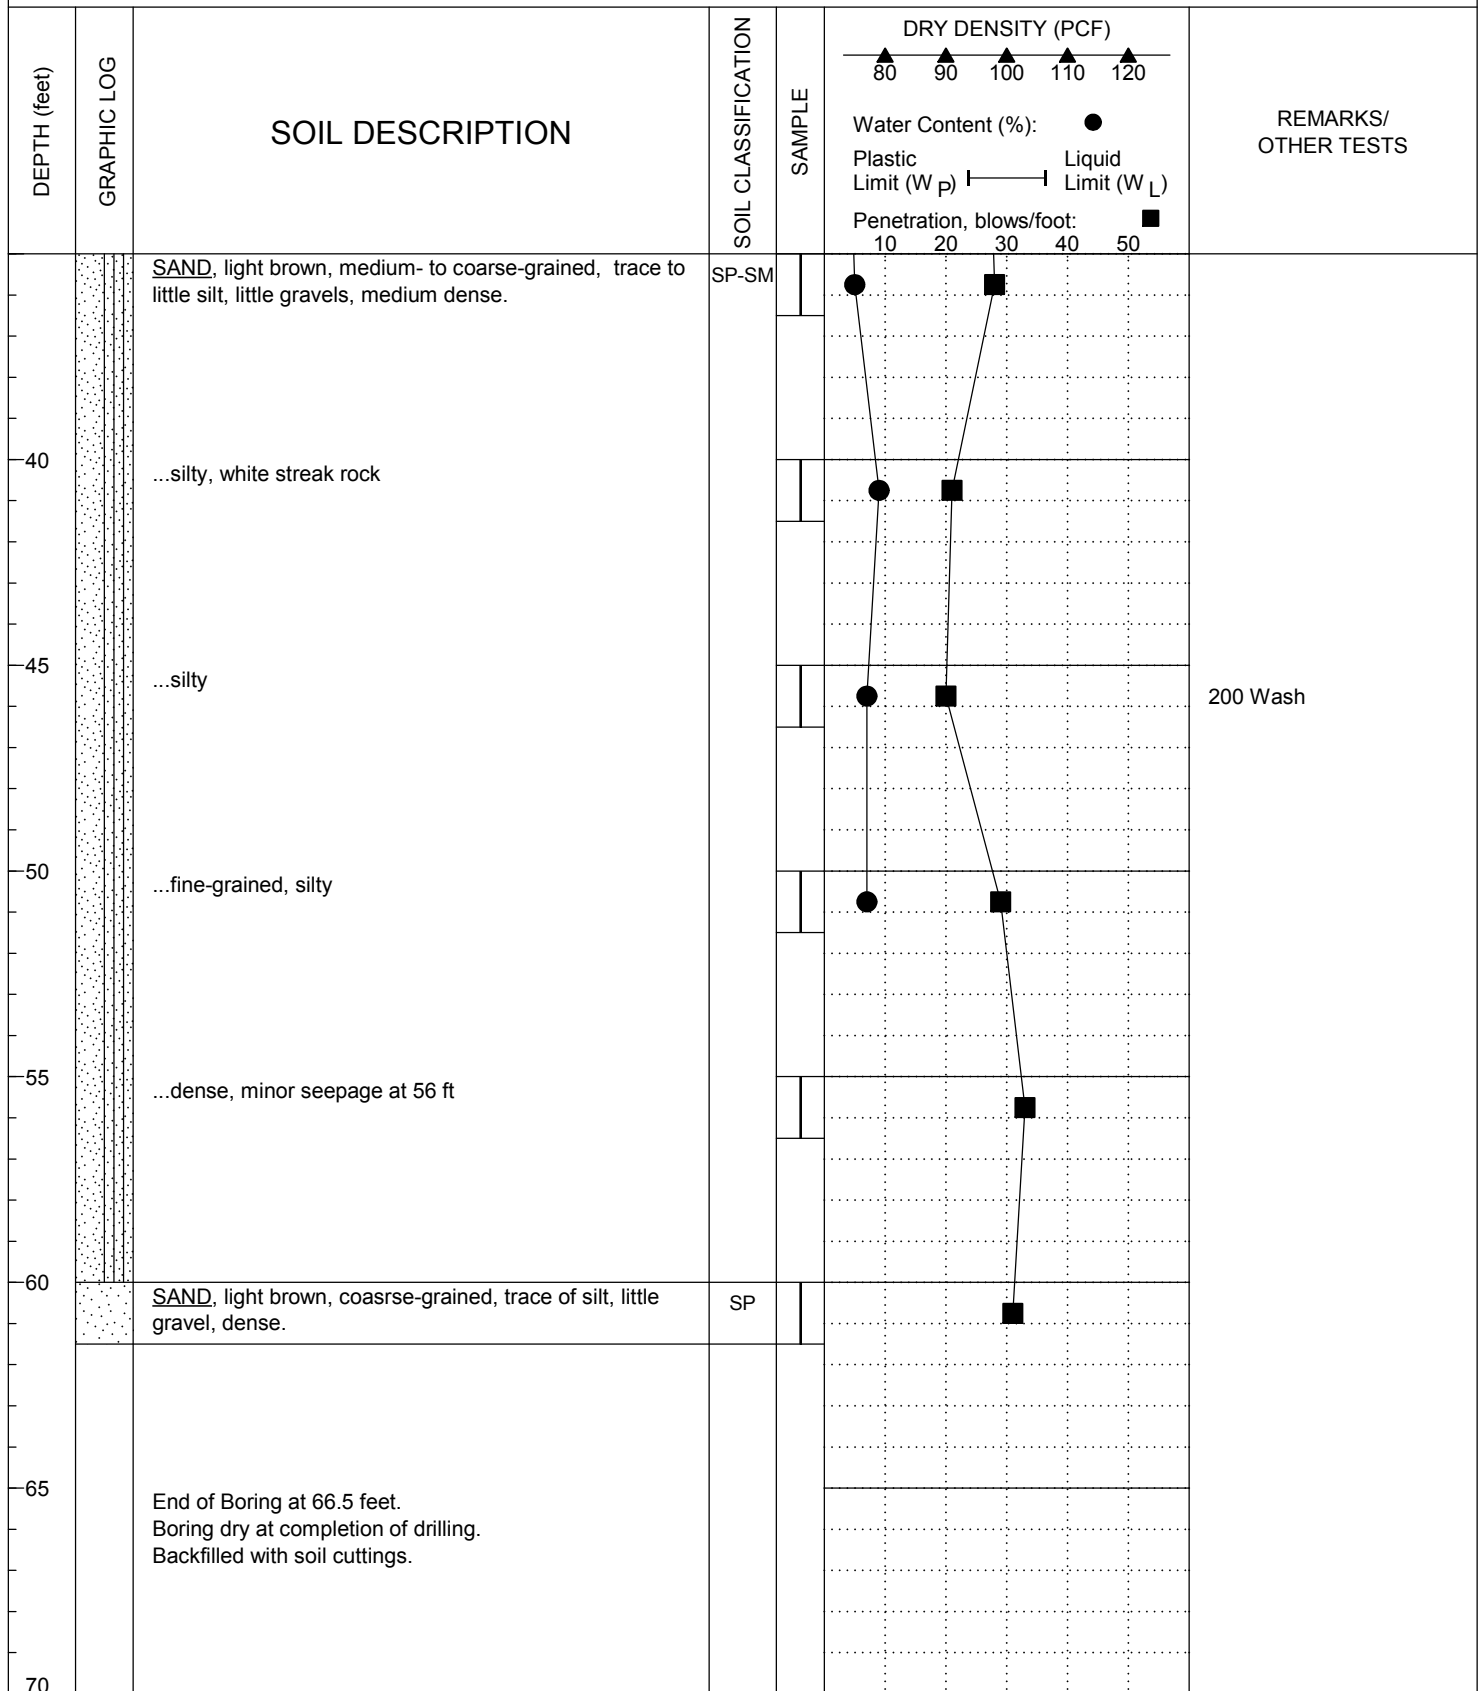 DEPTH (feet)
GRAPHIC LOG
SOIL DESCRIPTION
SOIL CLASSIFICATION
SAMPLE
DRY DENSITY (PCF)
80 90 100 110 120
Water Content (%):
Plastic Limit (W P)
Liquid Limit (W L)
Penetration, blows/foot:
10 20 30 40 50
REMARKS/
OTHER TESTS
SAND, light brown, medium- to coarse-grained, trace to
little silt, little gravels, medium dense.
SP-SM
40
...silty, white streak rock
45
...silty
200 Wash
50
...fine-grained, silty
55
...dense, minor seepage at 56 ft
60
SAND, light brown, coasrse-grained, trace of silt, little
gravel, dense.
SP
65
End of Boring at 66.5 feet.
Boring dry at completion of drilling.
Backfilled with soil cuttings.
70